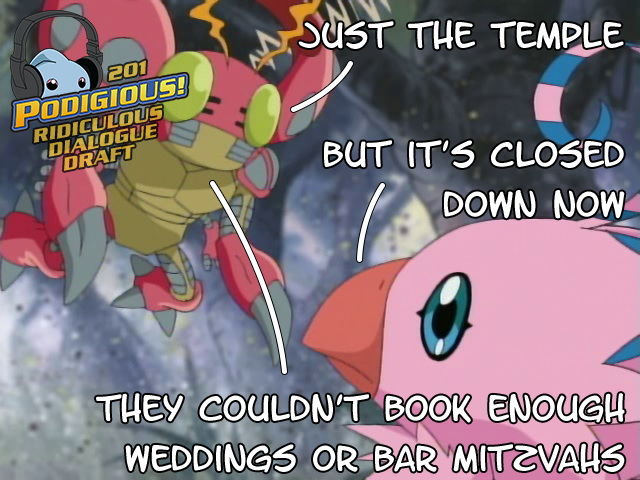 201
PODIGIOUS!
RIDICULOUS
DIALOGUE
DRAFT
JUST THE TEMPLE
BUT IT'S CLOSED
DOWN NOW
THEY COULDN'T BOOK ENOUGH
WEDDINGS OR BAR MITZVAHS